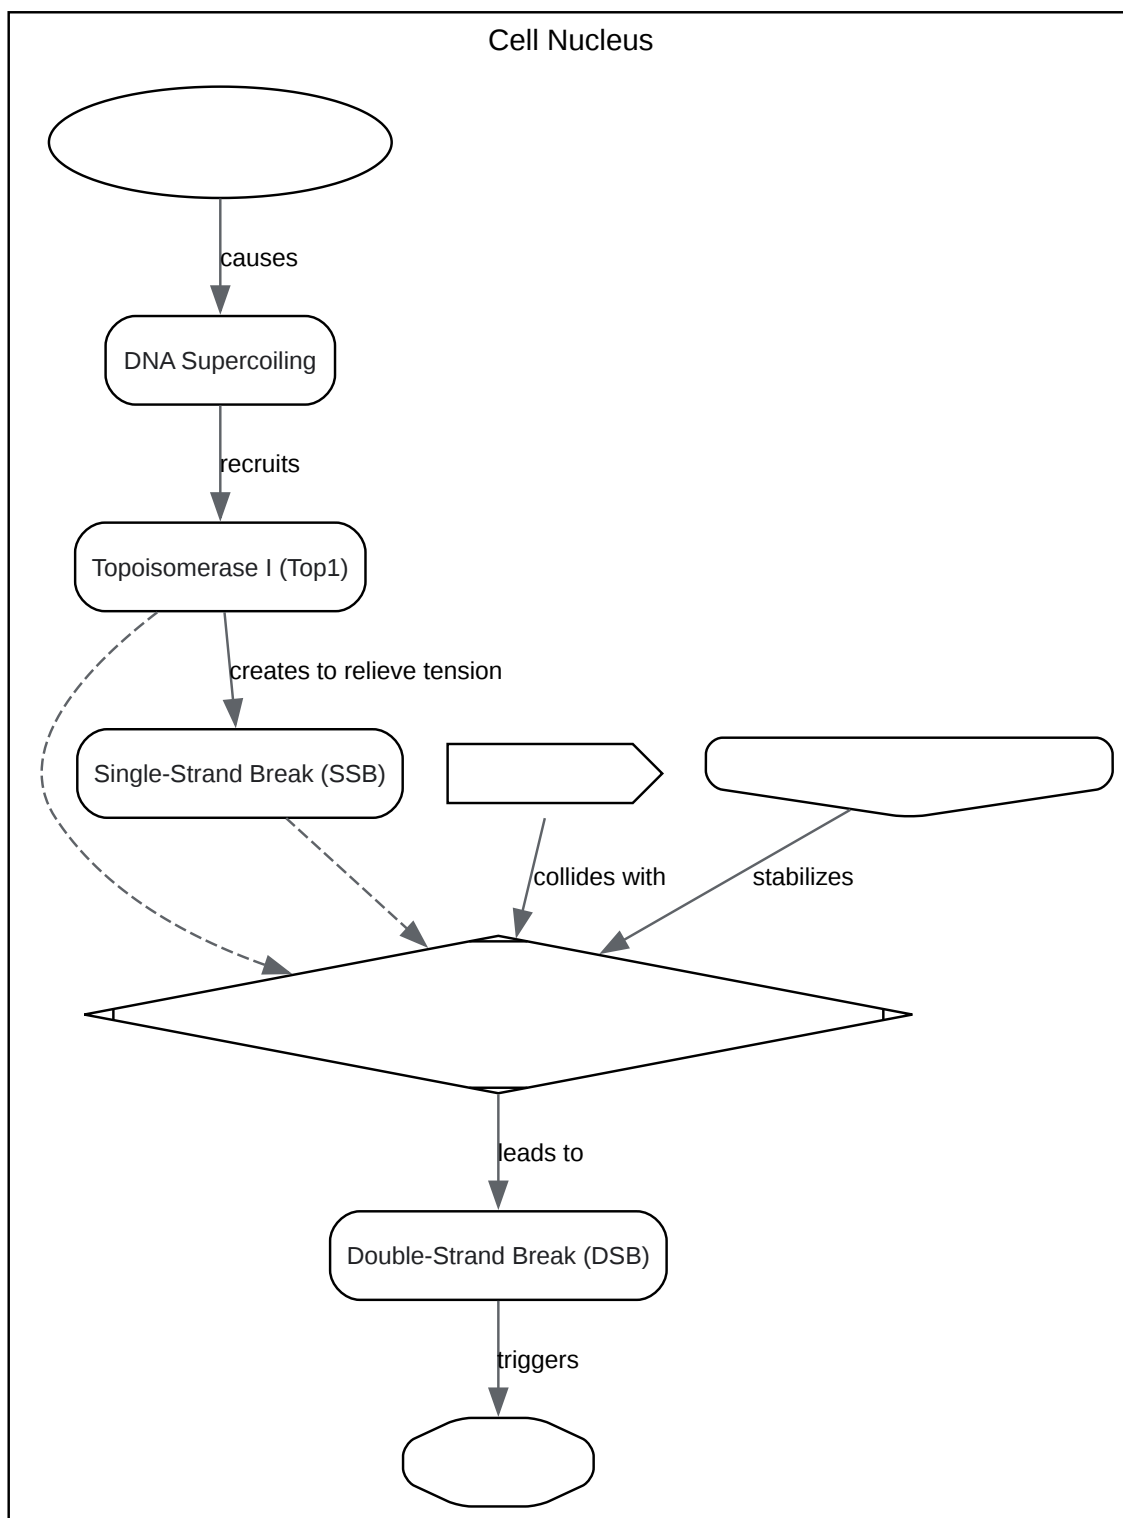 Cell Nucleus
causes
DNA Supercoiling
recruits
Topoisomerase I (Top1)
creates to relieve tension
Single-Strand Break (SSB)
collides with
stabilizes
leads to
Double-Strand Break (DSB)
triggers